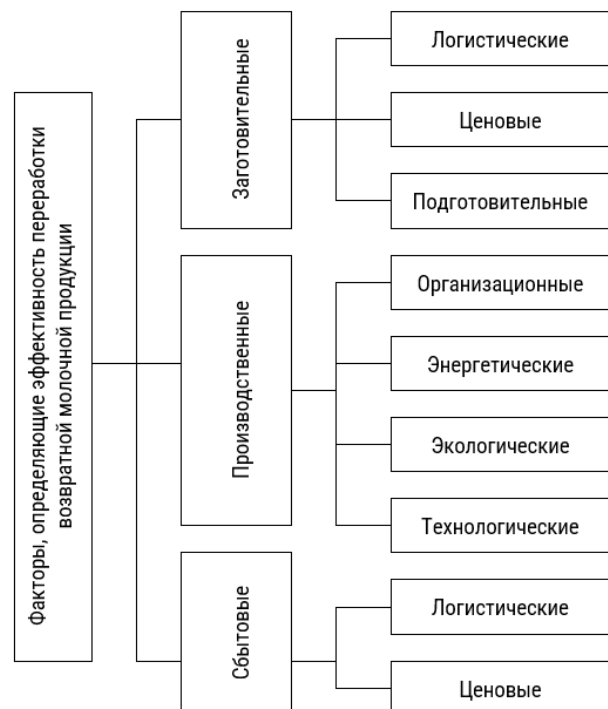 Факторы, определяющие эффективность переработки
возвратной молочной продукции
Заготовительные
Логистические
Ценовые
Подготовительные
Производственные
Организационные
Энергетические
Экологические
Технологические
Сбытовые
Логистические
Ценовые